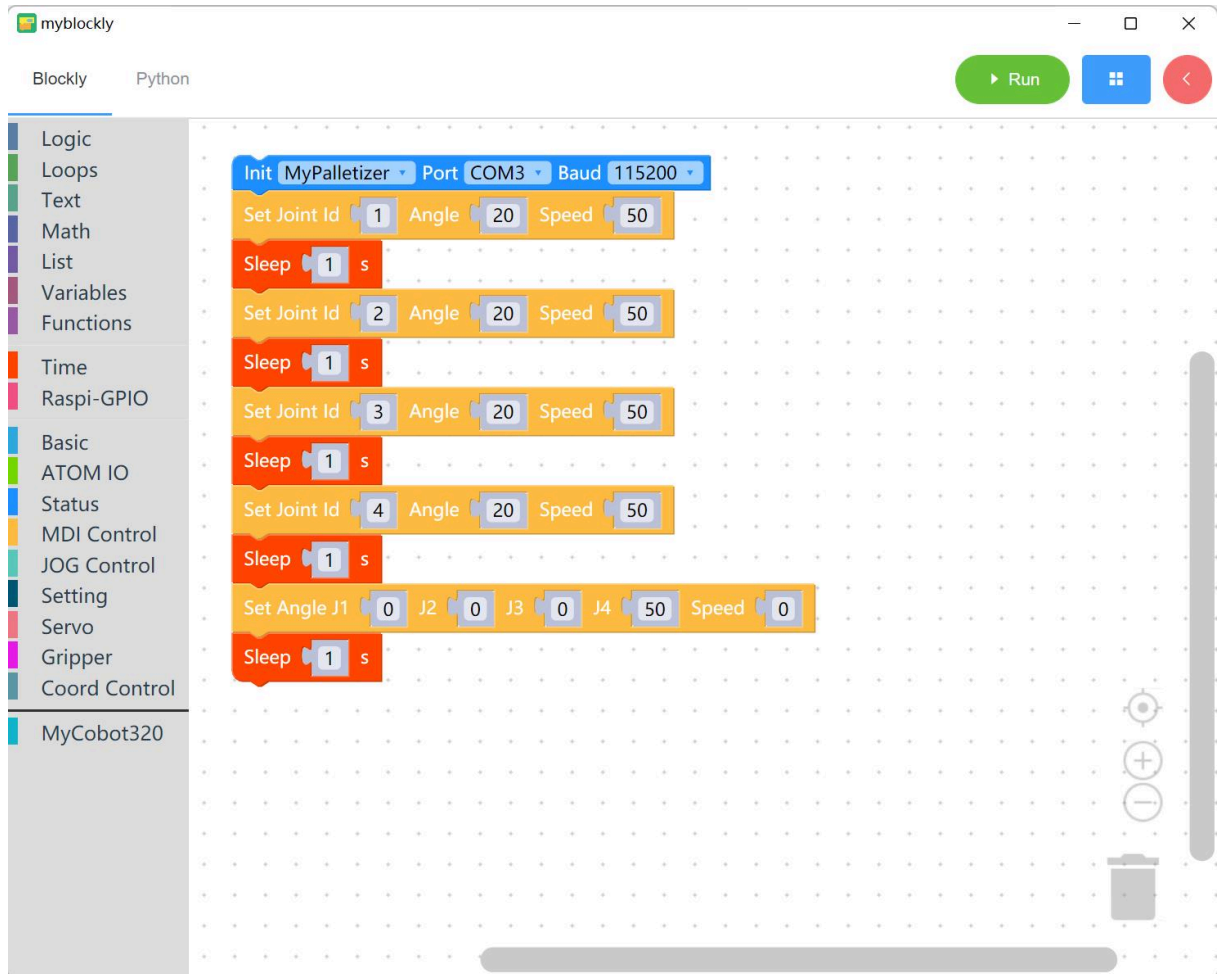 myblockly
Blockly Python
Run
Logic
Loops
Text
Math
List
Variables
Functions
Time
Raspi-GPIO
Basic
ATOM IO
Status
MDI Control
JOG Control
Setting
Servo
Gripper
Coord Control
MyCobot320
Init MyPalletizer Port COM3 Baud 115200
Set Joint Id 1 Angle 20 Speed 50
Sleep 1 s
Set Joint Id 2 Angle 20 Speed 50
Sleep 1 s
Set Joint Id 3 Angle 20 Speed 50
Sleep 1 s
Set Joint Id 4 Angle 20 Speed 50
Sleep 1 s
Set Angle J1 0 J2 0 J3 0 J4 50 Speed 0
Sleep 1 s